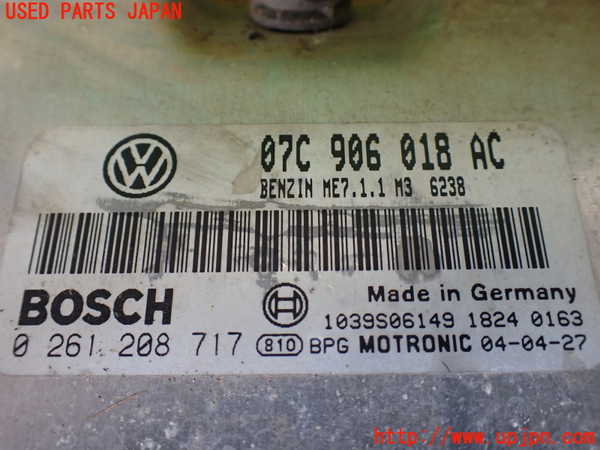 USED PARTS JAPAN
VW
07C 906 018 AC
BENZIN ME7.1.1 M3 6238
BOSCH
Made in Germany
1039S06149 1824 0163
0 261 208 717 810 BPG MOTRONIC 04-04-27
http://www.upjpn.com/